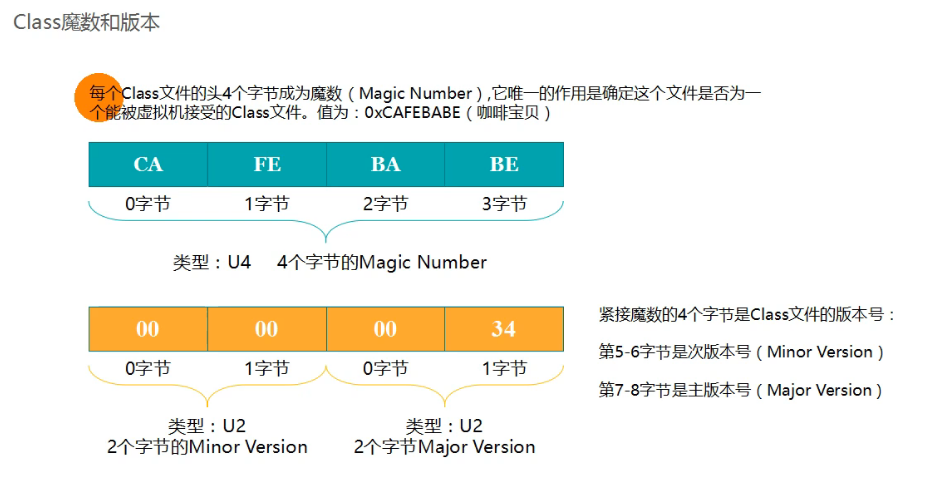 Class魔数和版本
每个Class文件的头4个字节成为魔数（Magic Number）,它唯一的作用是确定这个文件是否为一
个能被虚拟机接受的Class文件。值为：0xCAFEBABE（咖啡宝贝）
CA FE BA BE
0字节 1字节 2字节 3字节
类型：U4 4个字节的Magic Number
00 00 00 34
0字节 1字节 0字节 1字节
类型：U2 类型：U2
2个字节的Minor Version 2个字节Major Version
紧接魔数的4个字节是Class文件的版本号：
第5-6字节是次版本号（Minor Version）
第7-8字节是主版本号（Major Version）